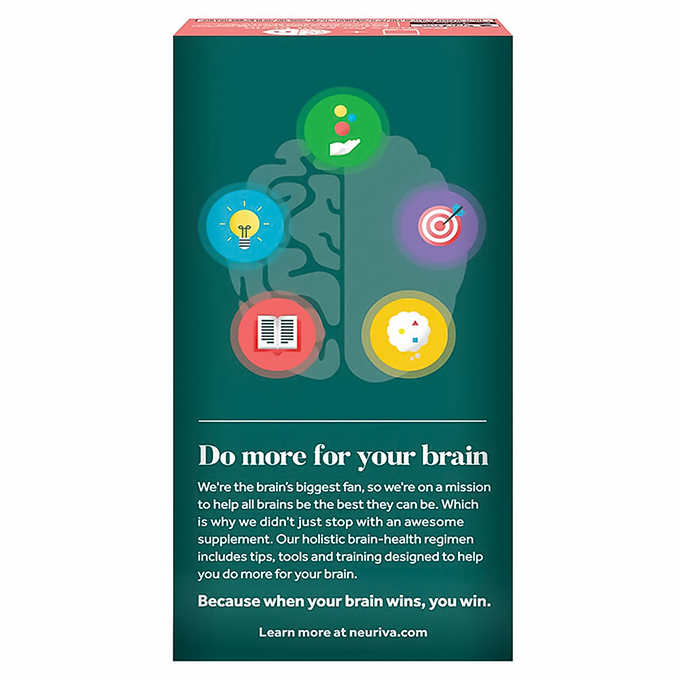 Do more for your brain
We're the brain's biggest fan, so we're on a mission
to help all brains be the best they can be. Which
is why we didn't just stop with an awesome
supplement. Our holistic brain-health regimen
includes tips, tools and training designed to help
you do more for your brain.
Because when your brain wins, you win.
Learn more at neuriva.com